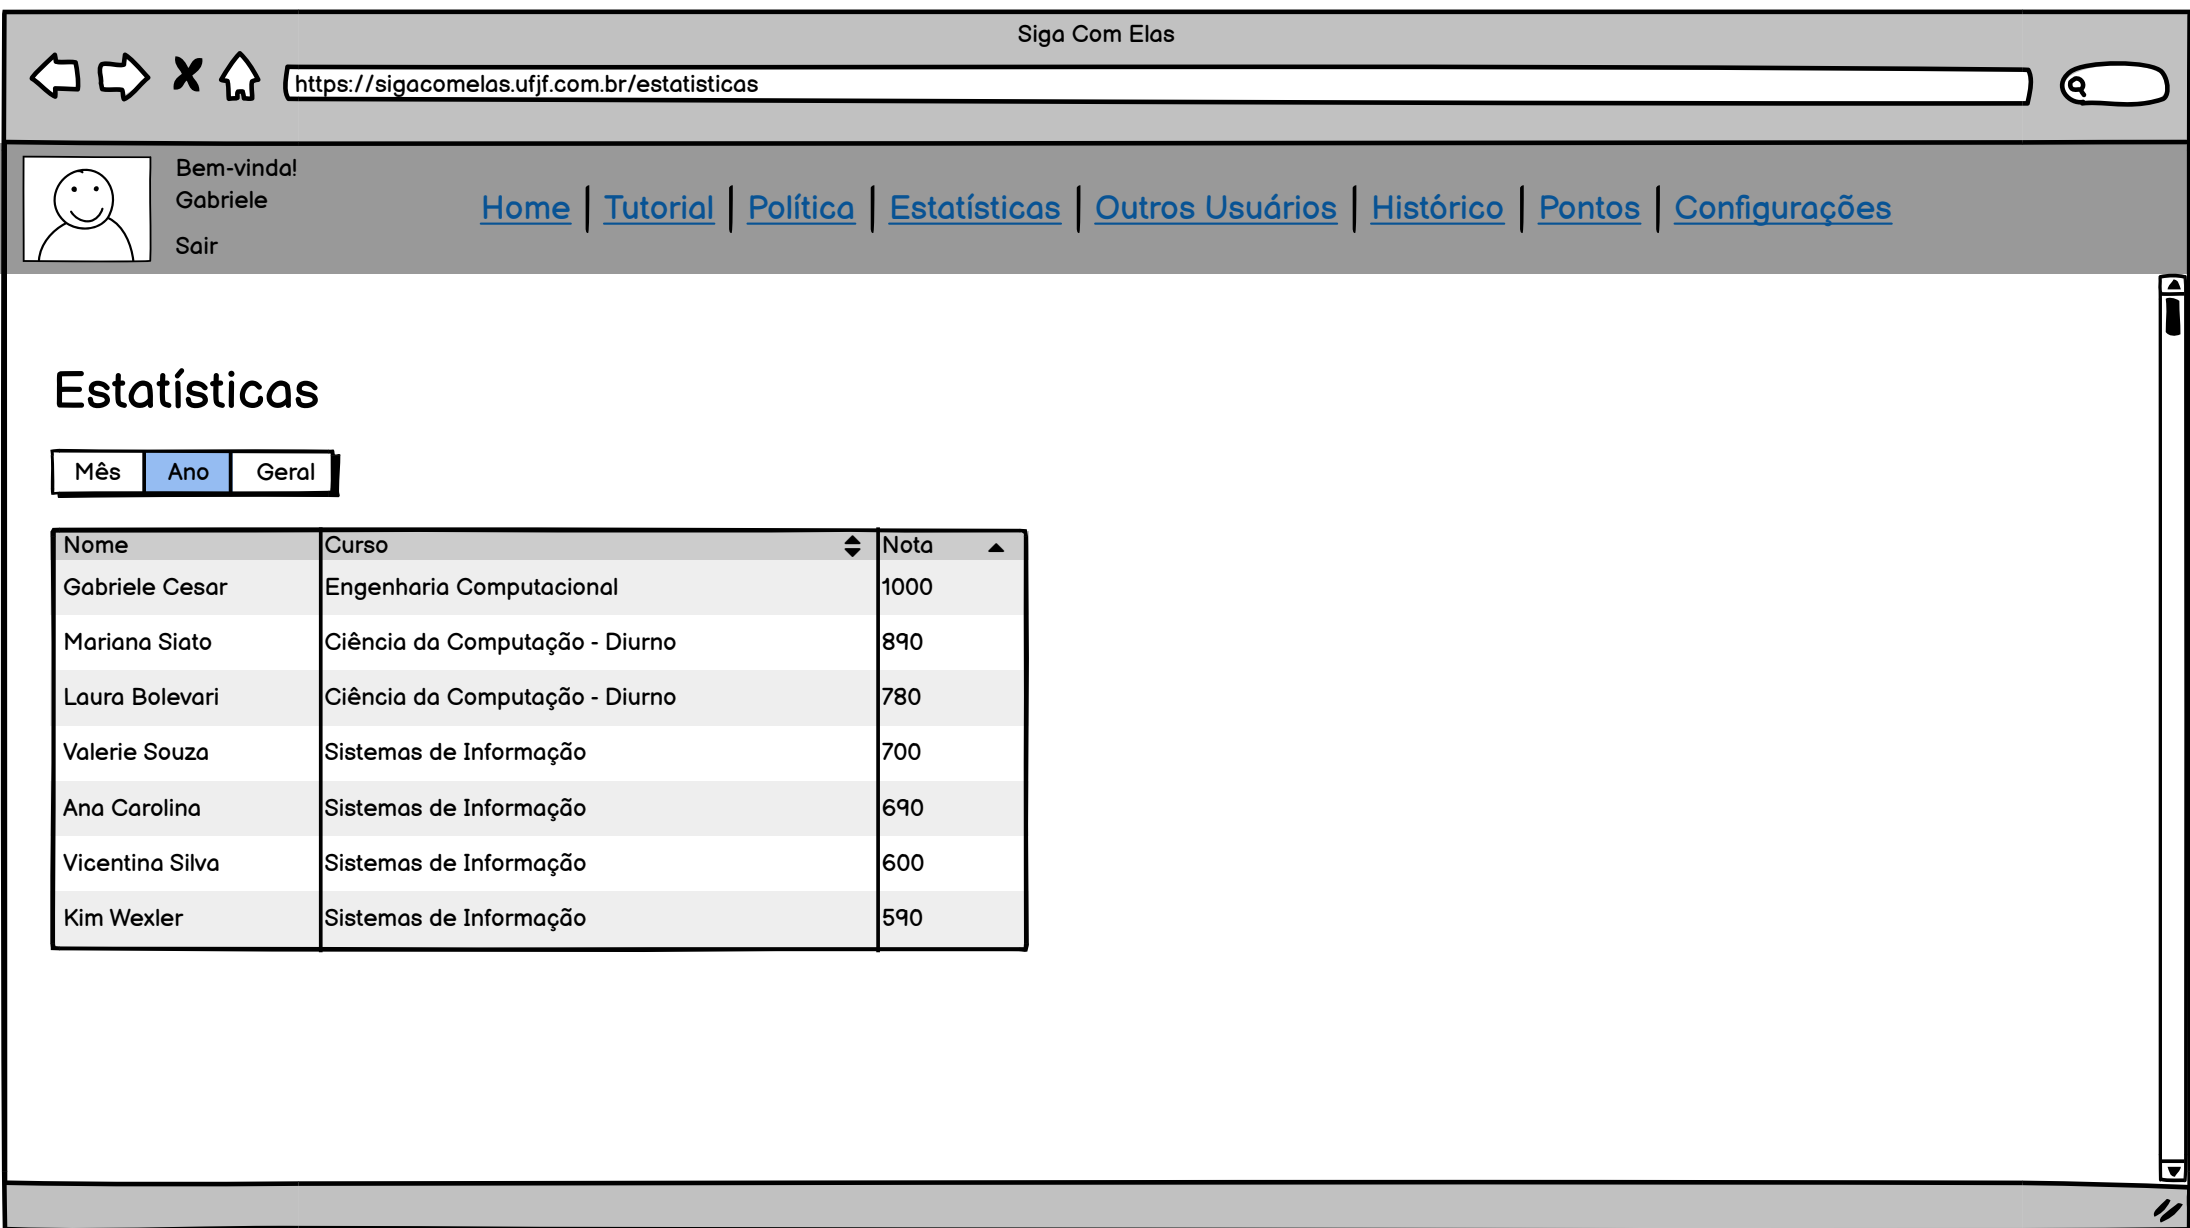 Siga Com Elas
https://sigacomelas.ufjf.com.br/estatisticas
Bem-vinda!
Gabriele
Sair
Home | Tutorial | Política | Estatísticas | Outros Usuários | Histórico | Pontos | Configurações
Estatísticas
Mês Ano Geral
Nome Curso Nota
Gabriele Cesar Engenharia Computacional 1000
Mariana Siato Ciência da Computação - Diurno 890
Laura Bolevari Ciência da Computação - Diurno 780
Valerie Souza Sistemas de Informação 700
Ana Carolina Sistemas de Informação 690
Vicentina Silva Sistemas de Informação 600
Kim Wexler Sistemas de Informação 590